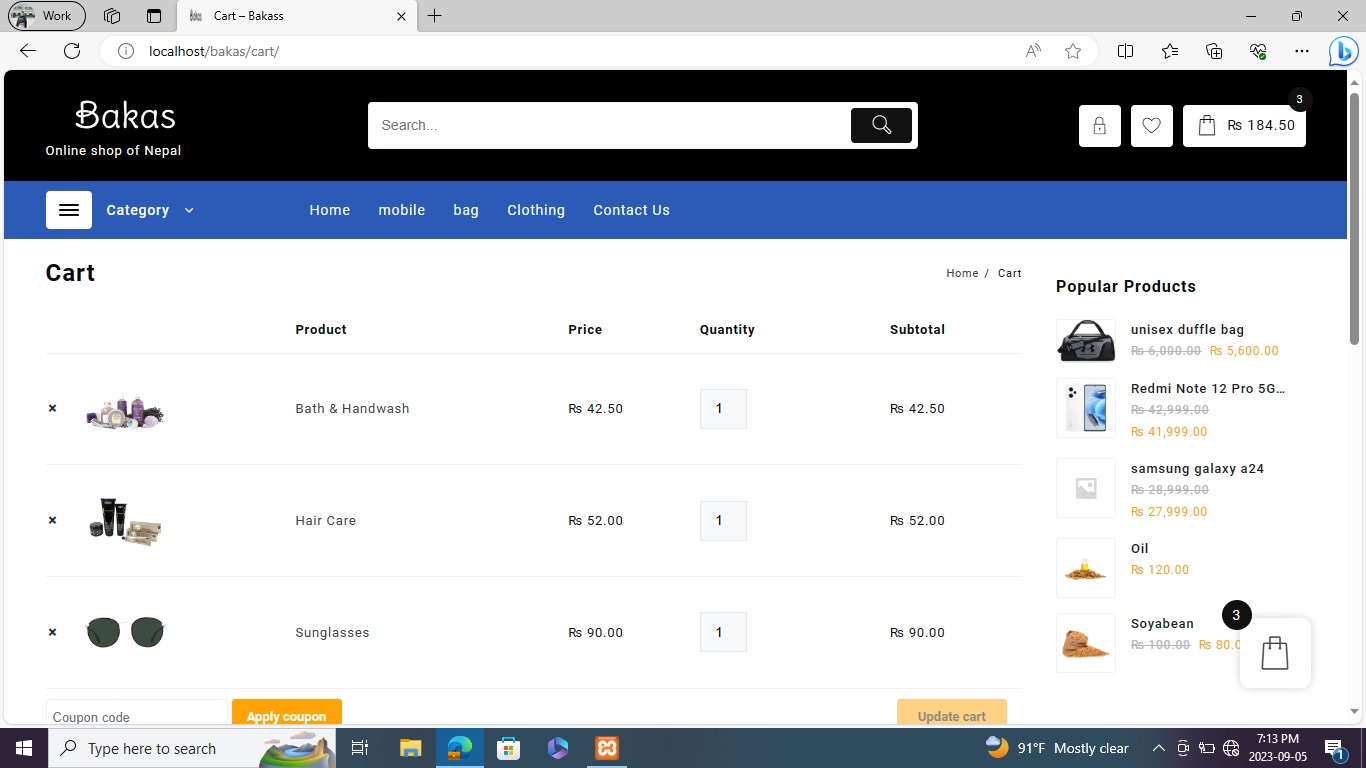 Work
Cart – Bakass
localhost/bakas/cart/
Bakas
Online shop of Nepal
Search...
3
₨ 184.50
Category
Home
mobile
bag
Clothing
Contact Us
Cart
Home / Cart
Product Price Quantity Subtotal
× Bath & Handwash ₨ 42.50 1 ₨ 42.50
× Hair Care ₨ 52.00 1 ₨ 52.00
× Sunglasses ₨ 90.00 1 ₨ 90.00
Coupon code
Apply coupon
Update cart
Popular Products
unisex duffle bag
₨ 6,000.00 ₨ 5,600.00
Redmi Note 12 Pro 5G...
₨ 42,999.00
₨ 41,999.00
samsung galaxy a24
₨ 28,999.00
₨ 27,999.00
Oil
₨ 120.00
Soyabean
₨ 100.00 ₨ 80.0
3
Type here to search
91°F Mostly clear
7:13 PM
2023-09-05
1